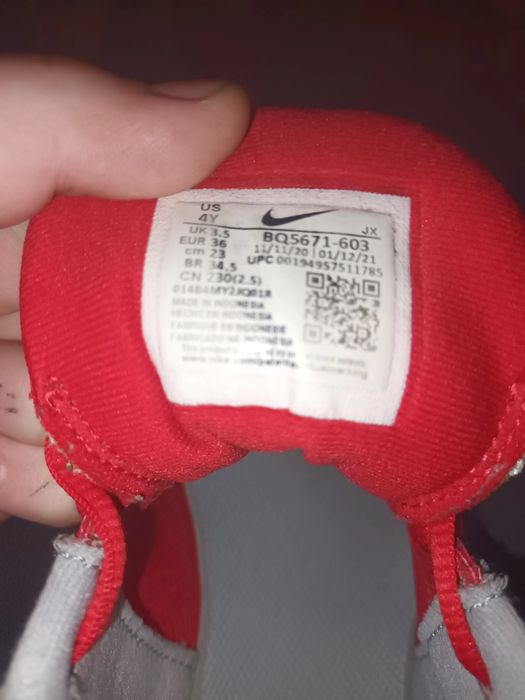 US
4Y
JX
UK 3.5
BQ5671-603
EUR 36
11/11/20 | 01/12/21
cm 23
UPC 00194957511785
BR 34.5
CN 230(2.5)
MADE IN INDONESIA
HECHO EN INDONESIA
FABRIQUE EN INDONESIE
FABRICADO NA INDONESIA
This product